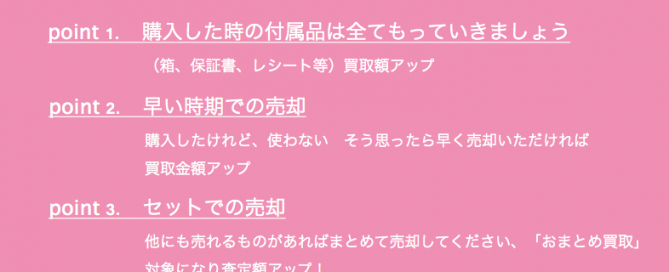 point 1. 購入した時の付属品は全てもっていきましょう
（箱、保証書、レシート等）買取額アップ
point 2. 早い時期での売却
購入したけれど、使わない　そう思ったら早く売却いただければ
買取金額アップ
point 3. セットでの売却
他にも売れるものがあればまとめて売却してください、「おまとめ買取」
対象になり査定額アップ！